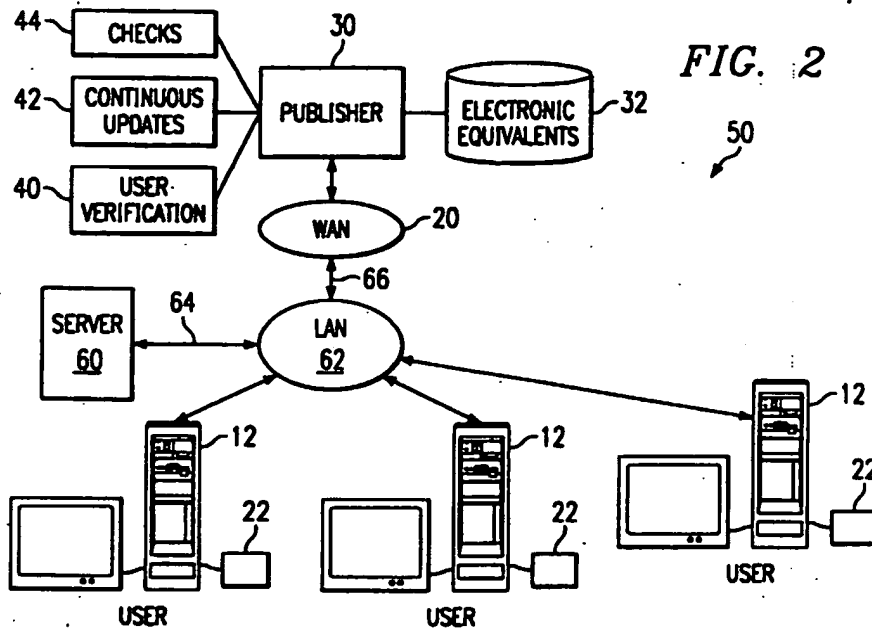 FIG. 2
44
CHECKS
30
42
CONTINUOUS
UPDATES
PUBLISHER
ELECTRONIC
EQUIVALENTS
32
50
40
USER
VERIFICATION
WAN
20
66
SERVER
60
64
LAN
62
12
12
12
22
22
22
USER
USER
USER